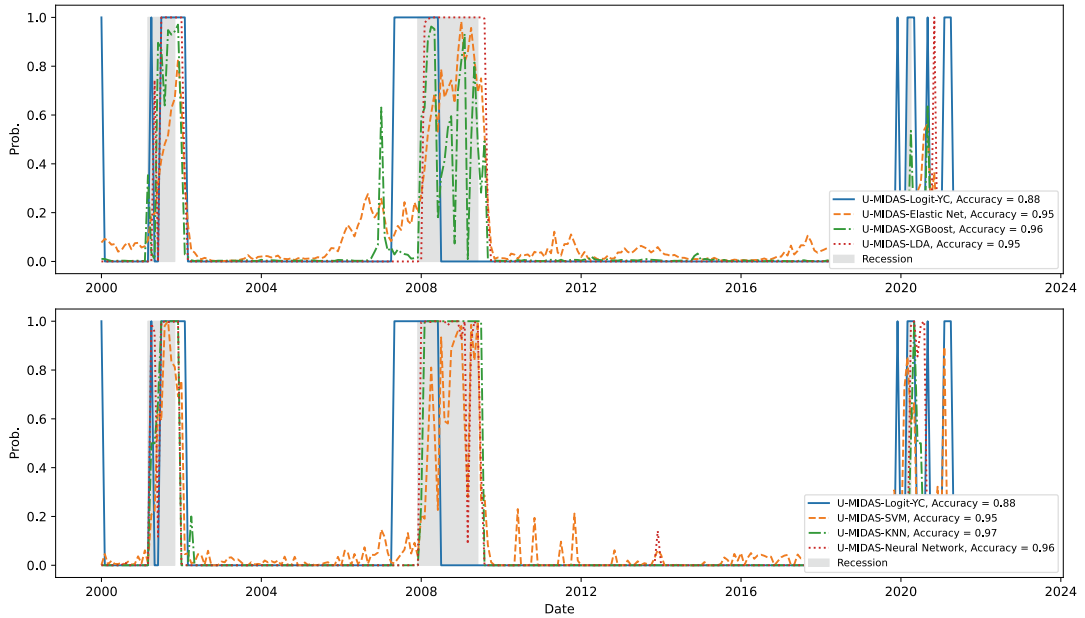 1.0
0.8
0.6
0.4
0.2
0.0
Prob.
2000 2004 2008 2012 2016 2020 2024
U-MIDAS-Logit-YC, Accuracy = 0.88
U-MIDAS-Elastic Net, Accuracy = 0.95
U-MIDAS-XGBoost, Accuracy = 0.96
U-MIDAS-LDA, Accuracy = 0.95
Recession
1.0
0.8
0.6
0.4
0.2
0.0
Prob.
2000 2004 2008 2012 2016 2020 2024
Date
U-MIDAS-Logit-YC, Accuracy = 0.88
U-MIDAS-SVM, Accuracy = 0.95
U-MIDAS-KNN, Accuracy = 0.97
U-MIDAS-Neural Network, Accuracy = 0.96
Recession